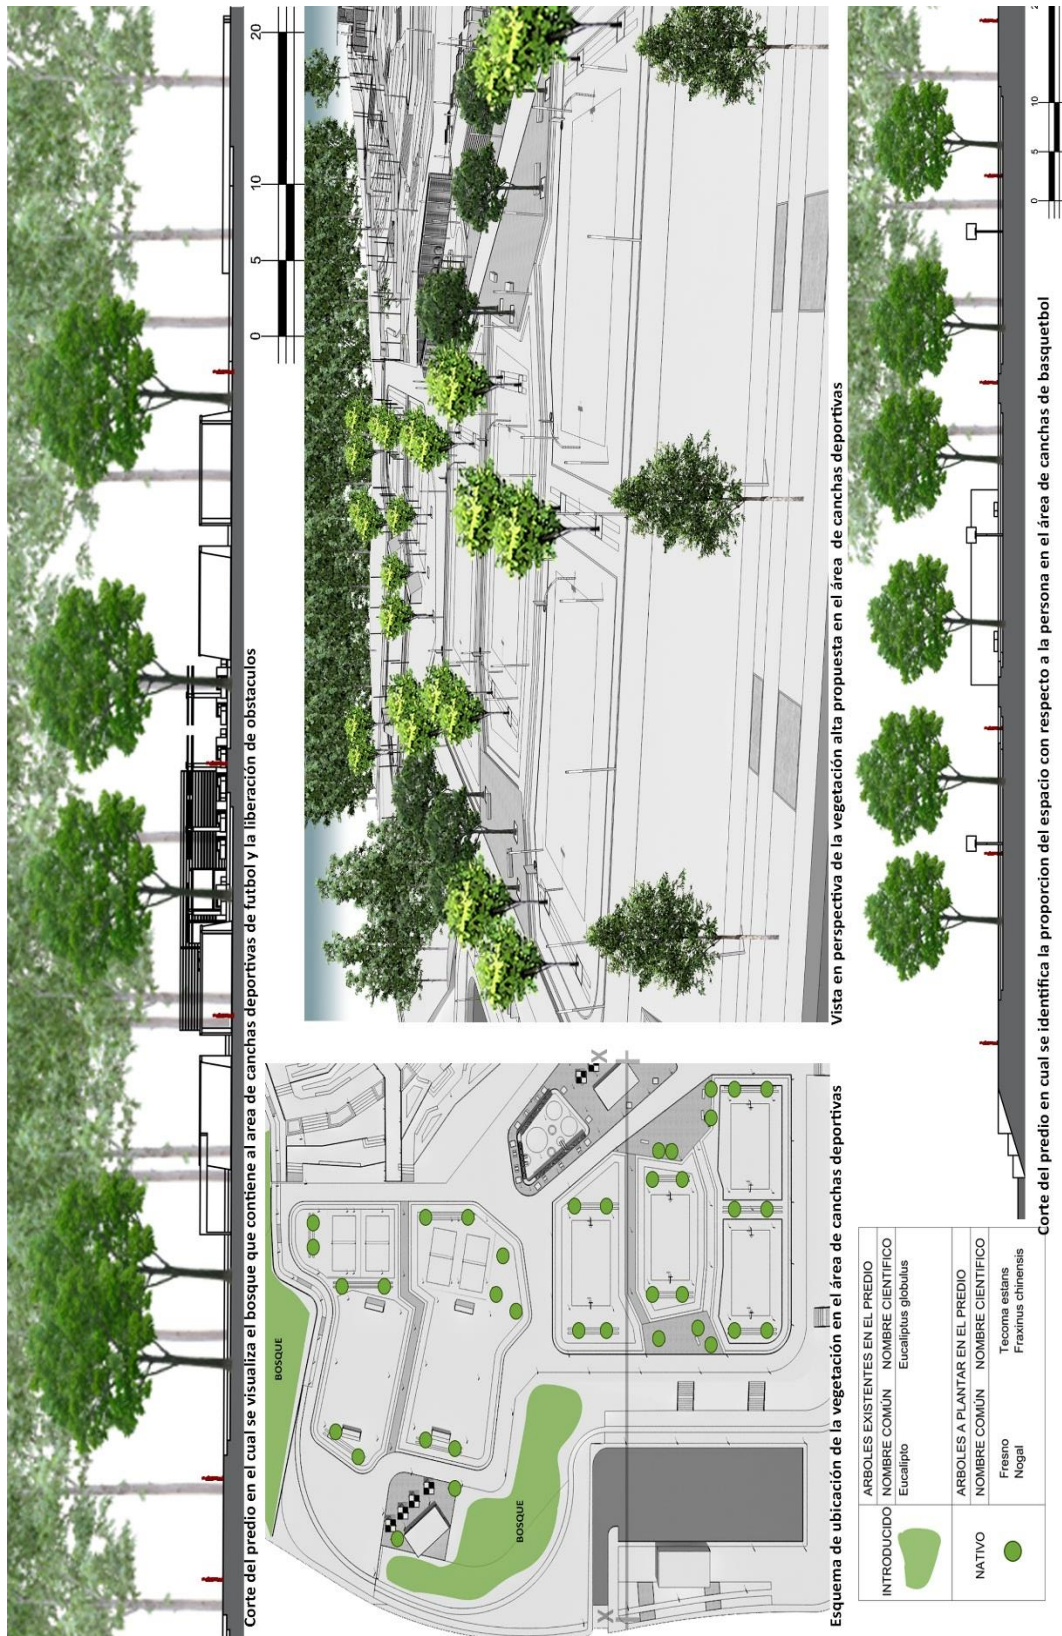 Corte del predio en el cual se visualiza el bosque que contiene al area de canchas deportivas de futbol y la liberación de obstaculos
0 5 10 20
BOSQUE
BOSQUE
X X
Esquema de ubicación de la vegetación en el área de canchas deportivas
Vista en perspectiva de la vegetación alta propuesta en el área de canchas deportivas
INTRODUCIDO
ARBOLES EXISTENTES EN EL PREDIO
NOMBRE COMÚN NOMBRE CIENTIFICO
Eucalipto Eucaliptus globulus
NATIVO
ARBOLES A PLANTAR EN EL PREDIO
NOMBRE COMÚN NOMBRE CIENTIFICO
Fresno Tecoma estans
Nogal Fraxinus chinensis
0 5 10
Corte del predio en cual se identifica la proporcion del espacio con respecto a la persona en el área de canchas de basquetbol